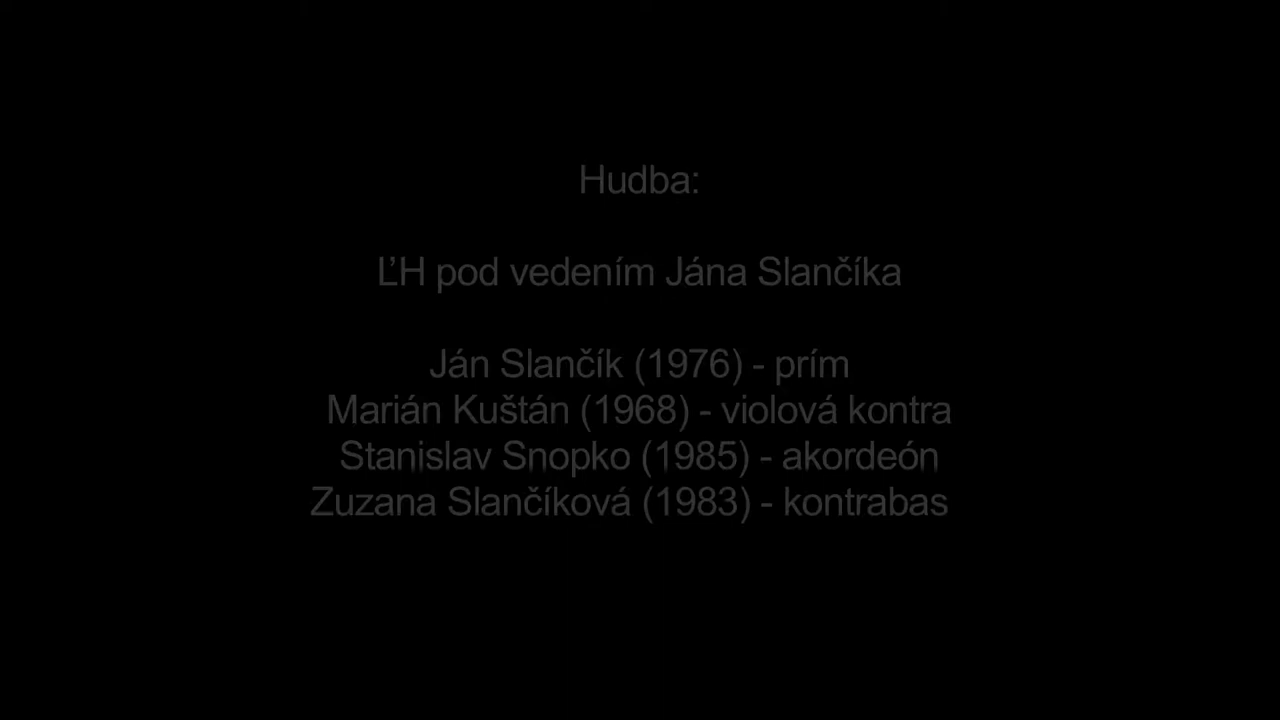 Hudba:
ĽH pod vedením Jána Slančíka
Ján Slančík (1976) - prím
Marián Kuštán (1968) - violová kontra
Stanislav Snopko (1985) - akordeón
Zuzana Slančíková (1983) - kontrabas